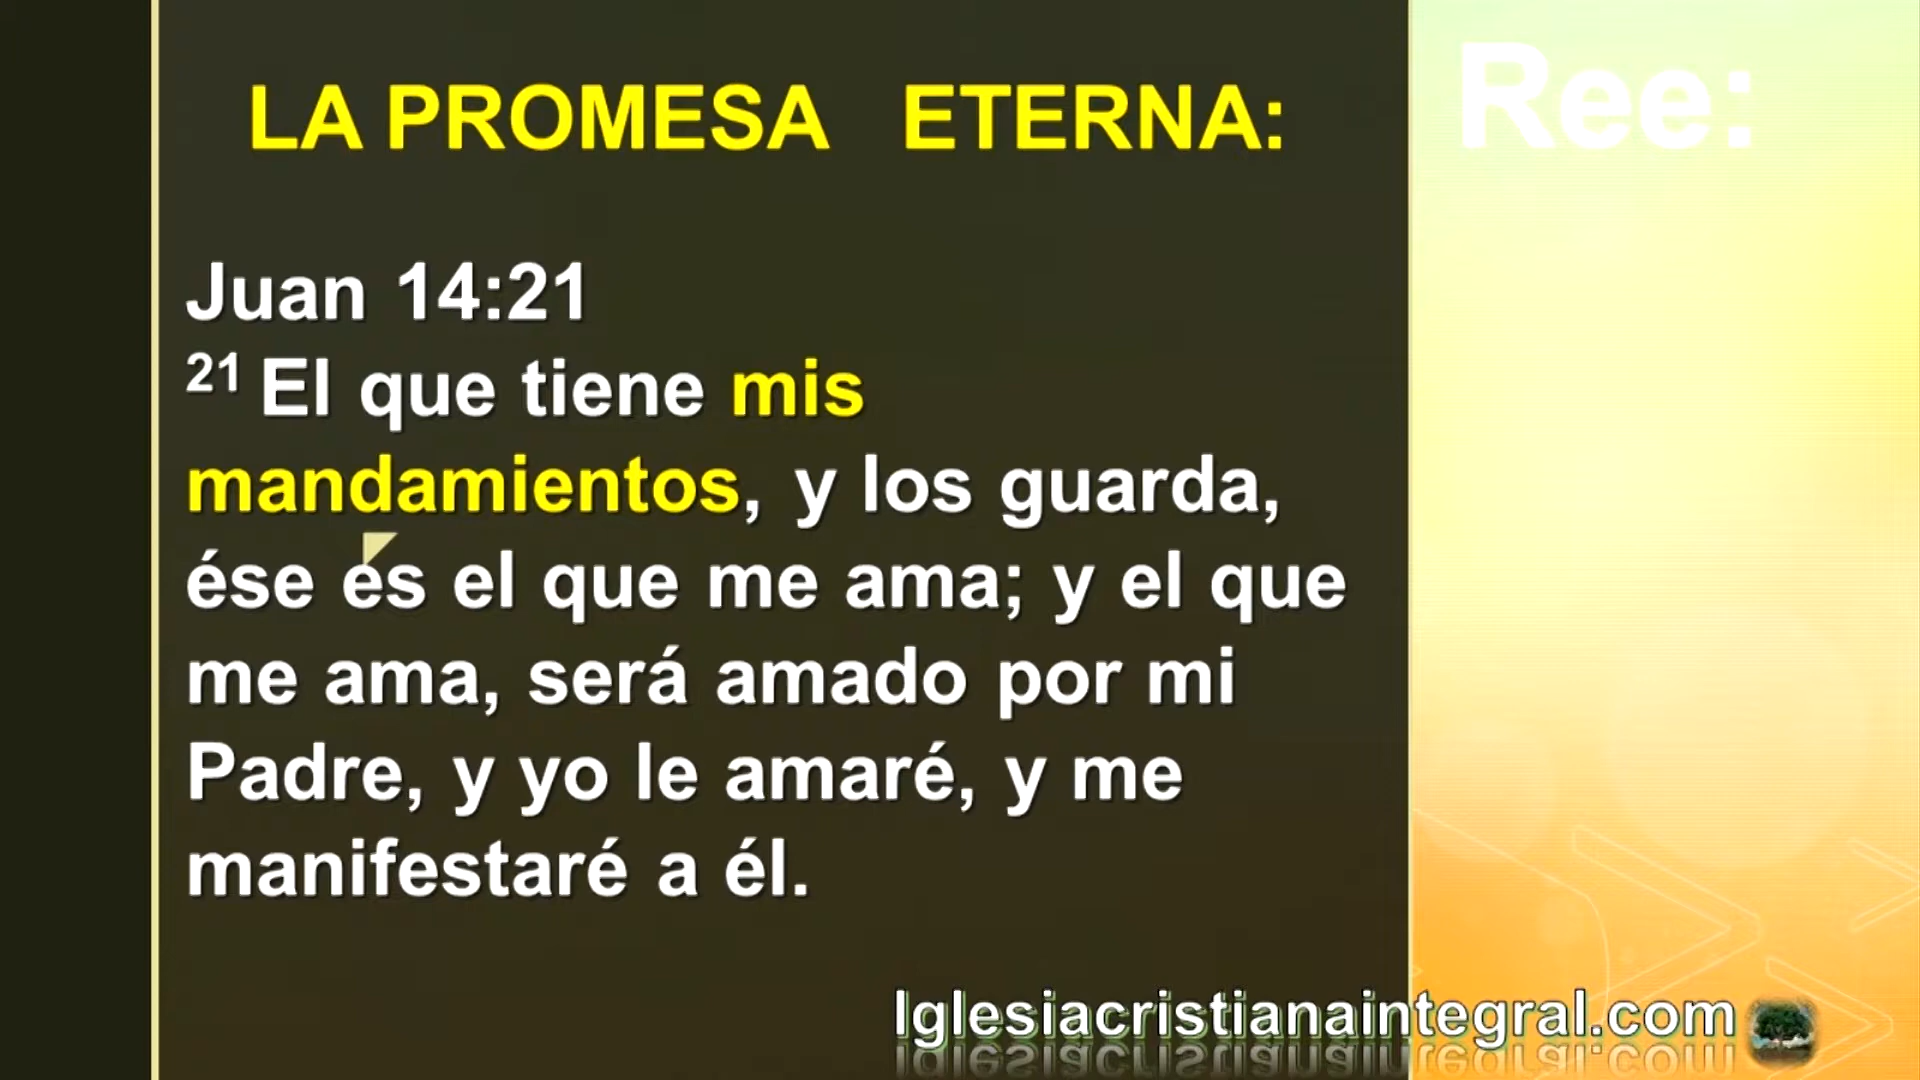 LA PROMESA ETERNA:
Ree:
Juan 14:21
21 El que tiene mis
mandamientos, y los guarda,
ése es el que me ama; y el que
me ama, será amado por mi
Padre, y yo le amaré, y me
manifestaré a él.
Iglesiacristianaintegral.com